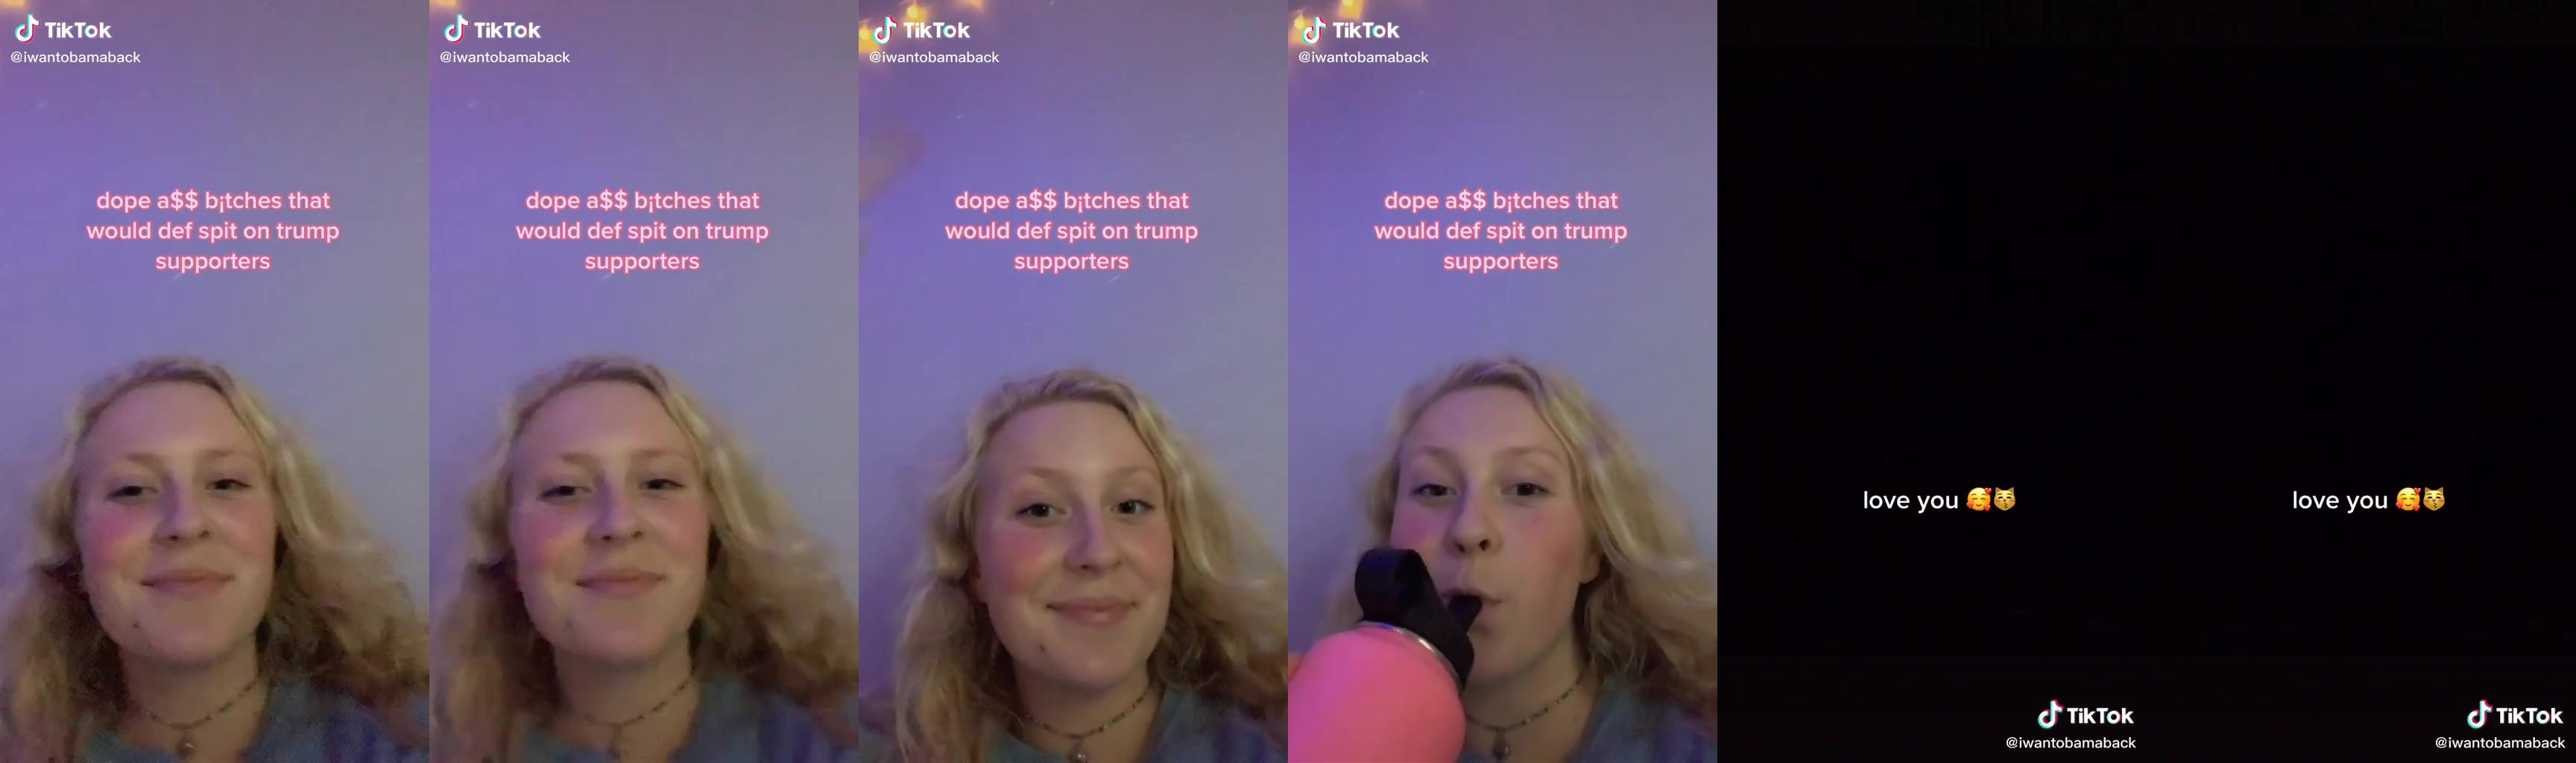 TikTok
@iwantobamaback
dope a$$ b¡tches that
would def spit on trump
supporters
TikTok
@iwantobamaback
dope a$$ b¡tches that
would def spit on trump
supporters
TikTok
@iwantobamaback
dope a$$ b¡tches that
would def spit on trump
supporters
TikTok
@iwantobamaback
dope a$$ b¡tches that
would def spit on trump
supporters
love you 🥰😽
TikTok
@iwantobamaback
love you 🥰😽
TikTok
@iwantobamaback